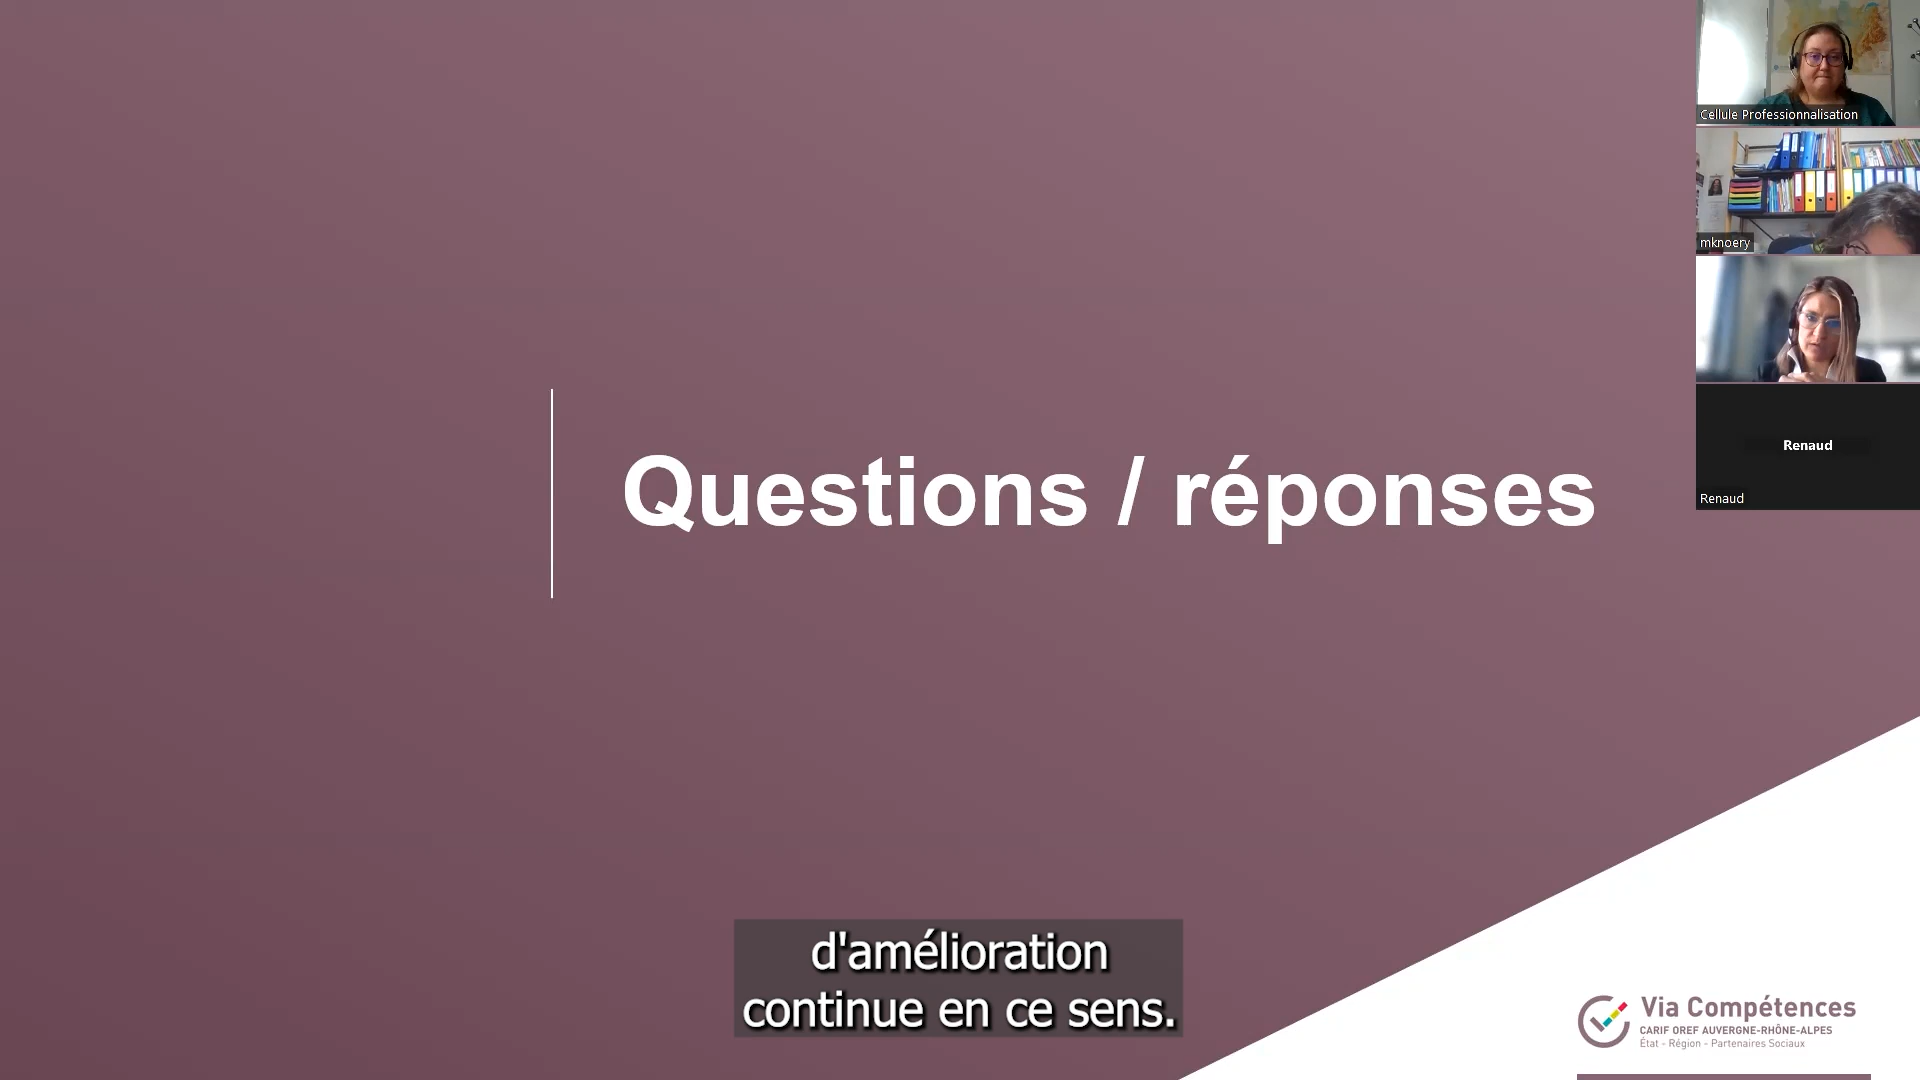 Cellule Professionnalisation
mknoery
Renaud
Renaud
Questions / réponses
d'amélioration
continue en ce sens.
Via Compétences
CARIF OREF AUVERGNE-RHÔNE-ALPES
État - Région - Partenaires Sociaux